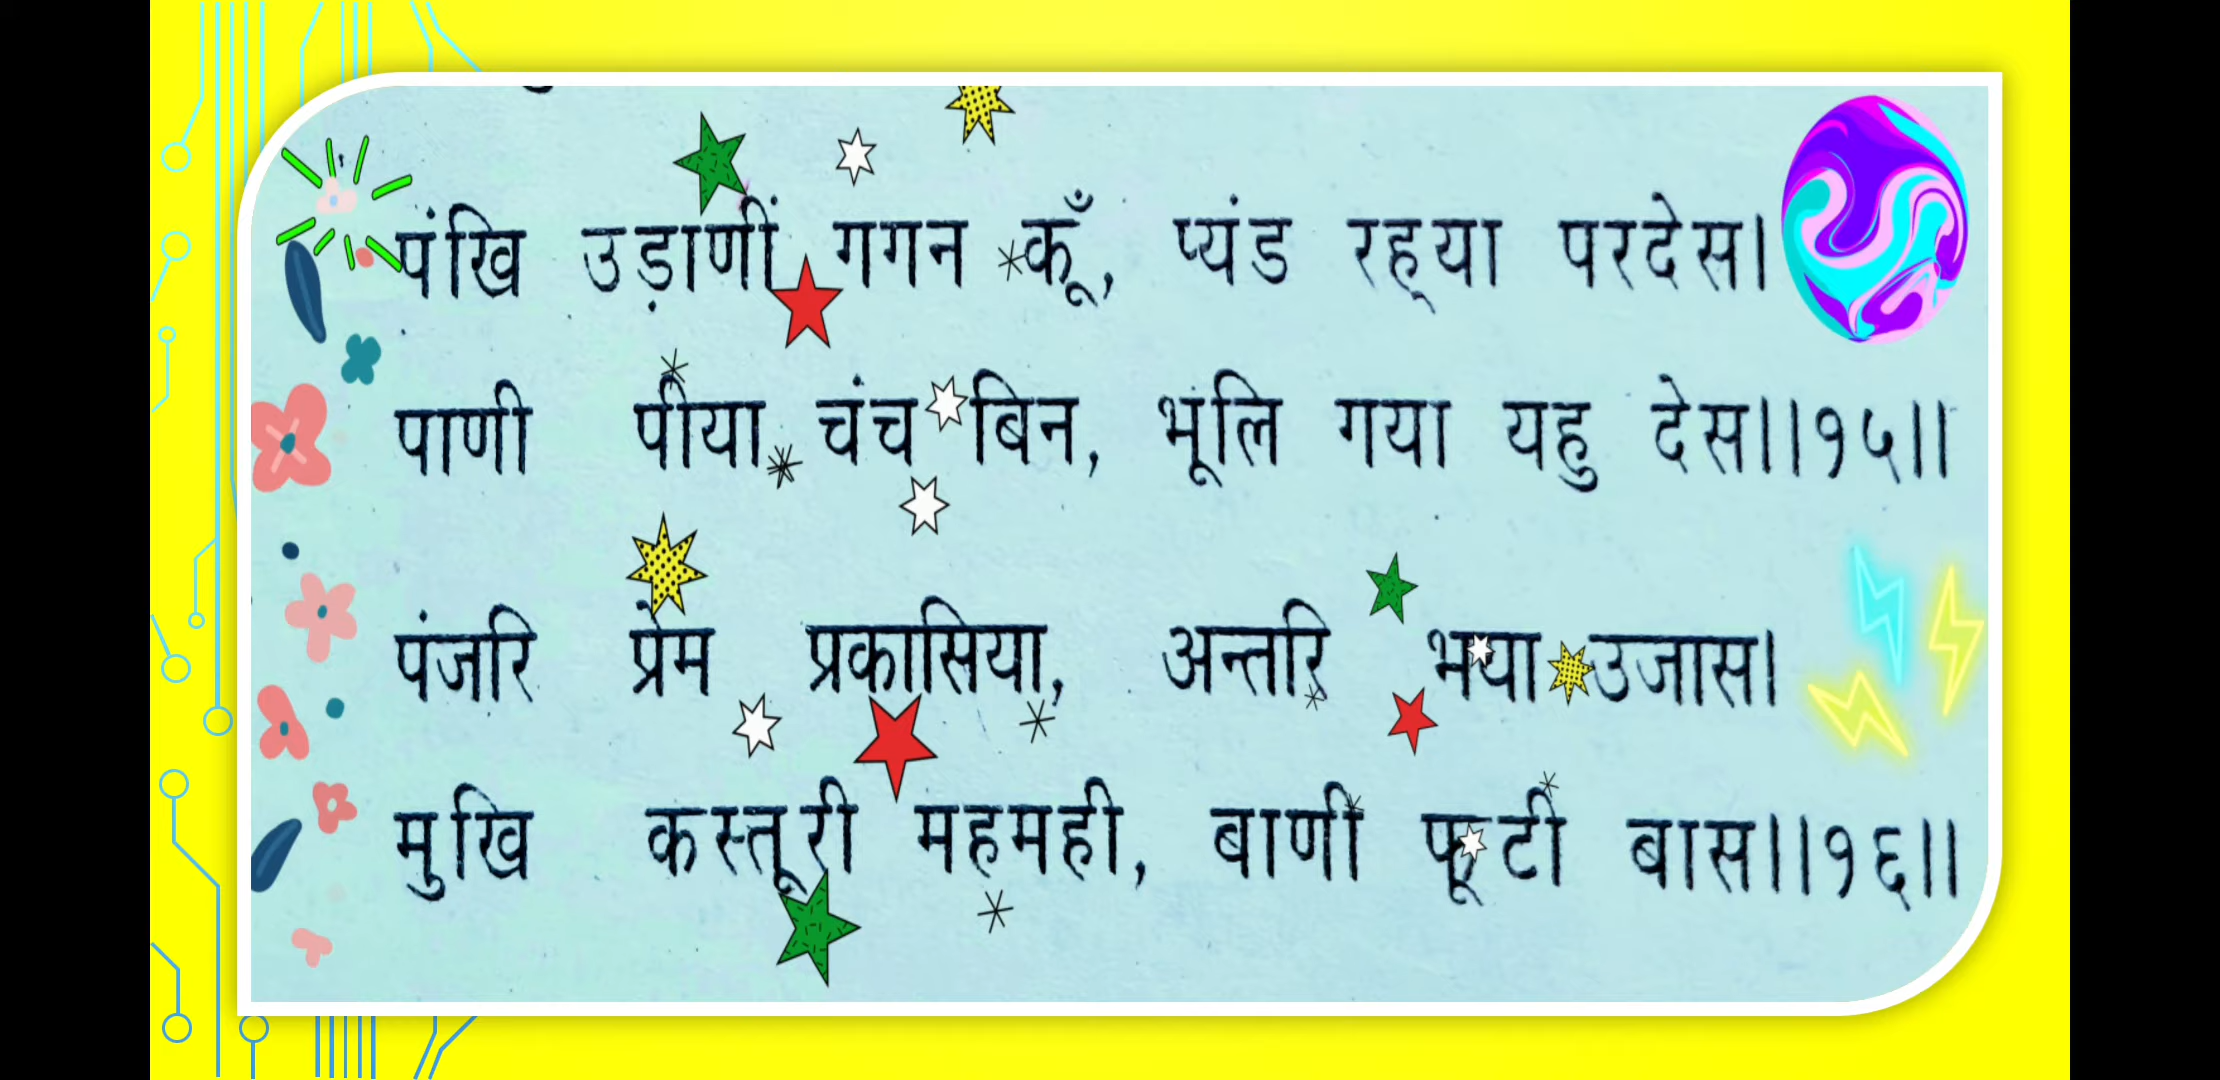 पंखि उड़ाणीं गगन कूँ, प्यंड रह्या परदेस।
पाणी पीया चंच बिन, भूंलि गया यहु देस।।१५।।
पंजरि प्रेम प्रकासिया, अन्तरि भया उजास।
मुखि कस्तूरी महमही, बाणीं फूटी बास।।१६।।